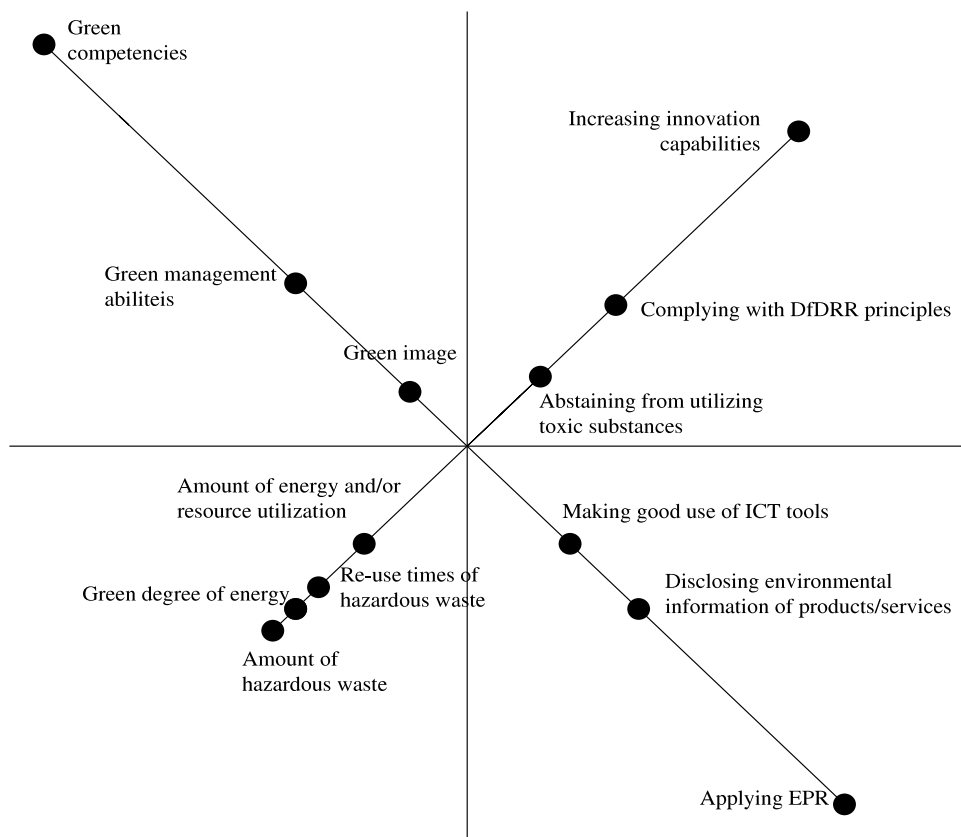 Green
competencies
Increasing innovation
capabilities
Green management
abiliteis
Complying with DfDRR principles
Green image
Abstaining from utilizing
toxic substances
Amount of energy and/or
resource utilization
Making good use of ICT tools
Re-use times of
hazardous waste
Green degree of energy
Disclosing environmental
information of products/services
Amount of
hazardous waste
Applying EPR